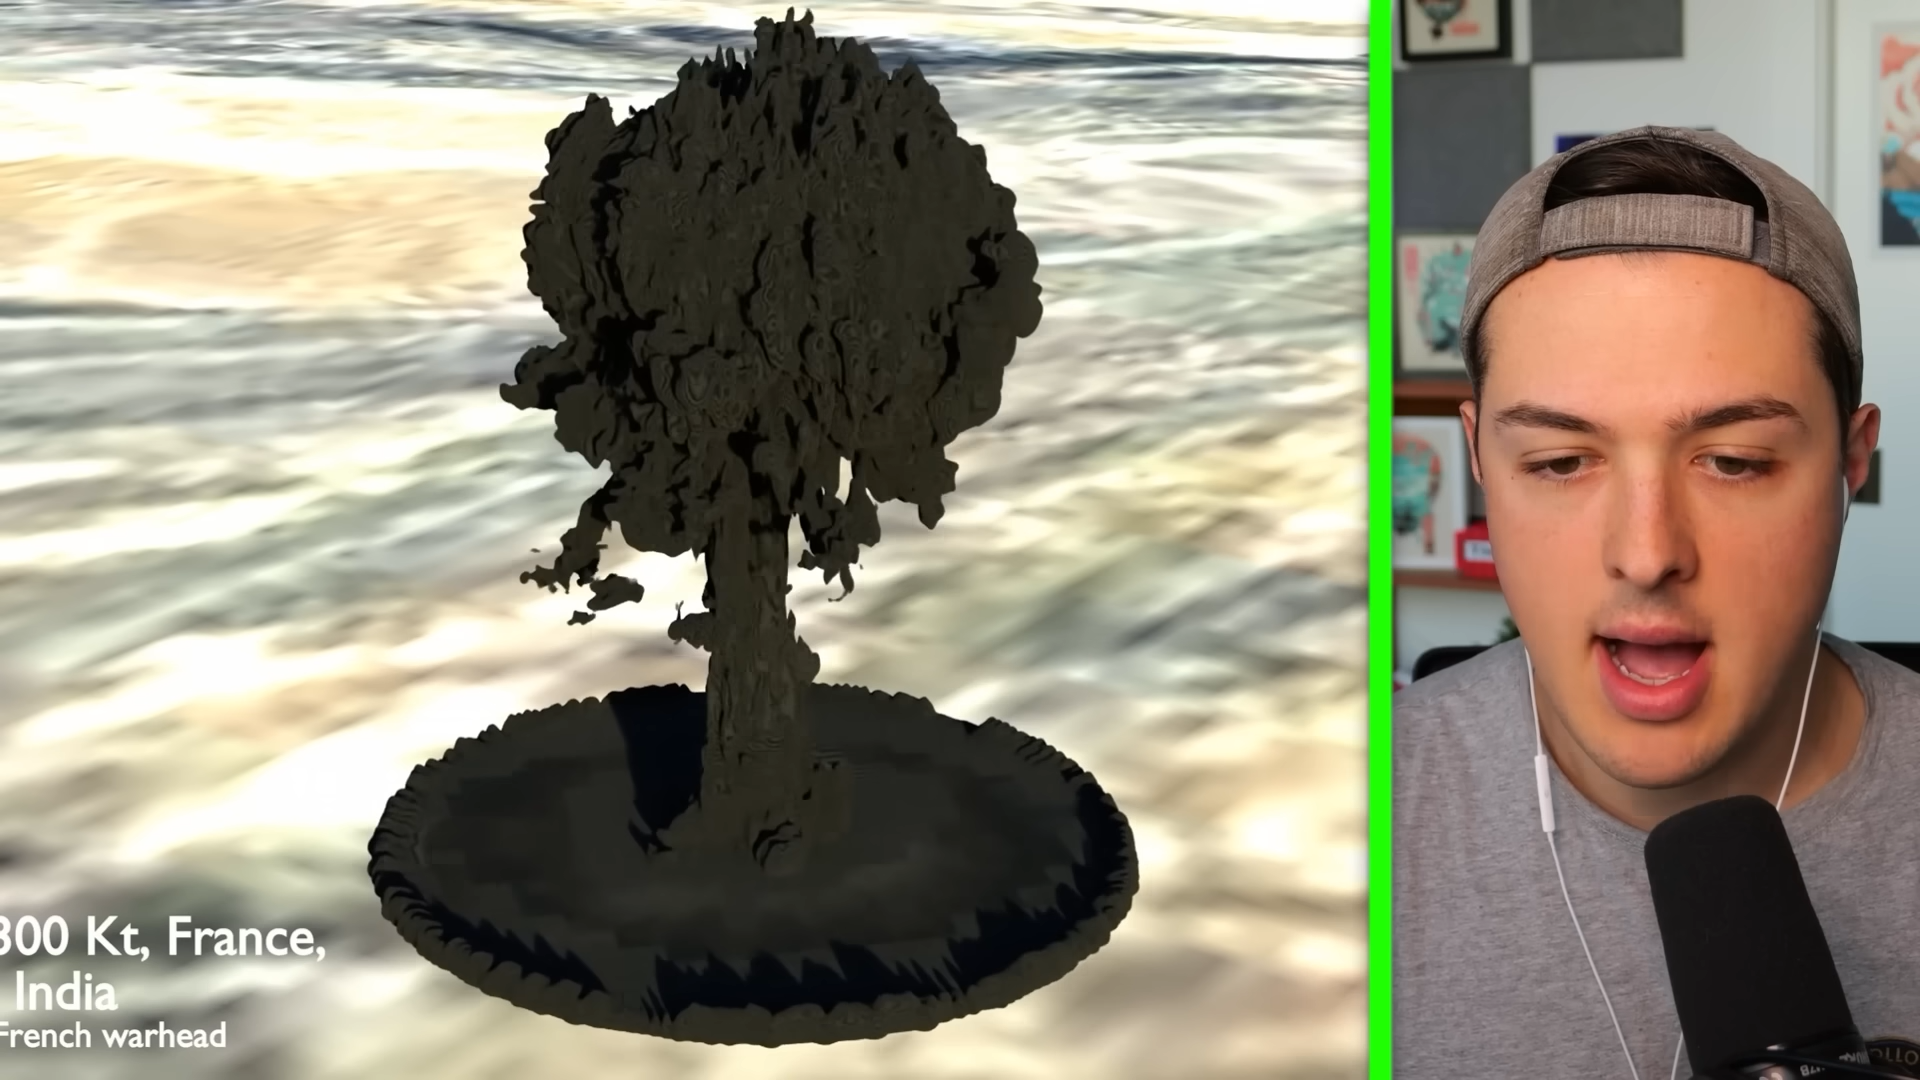 300 Kt, France,
India
French warhead